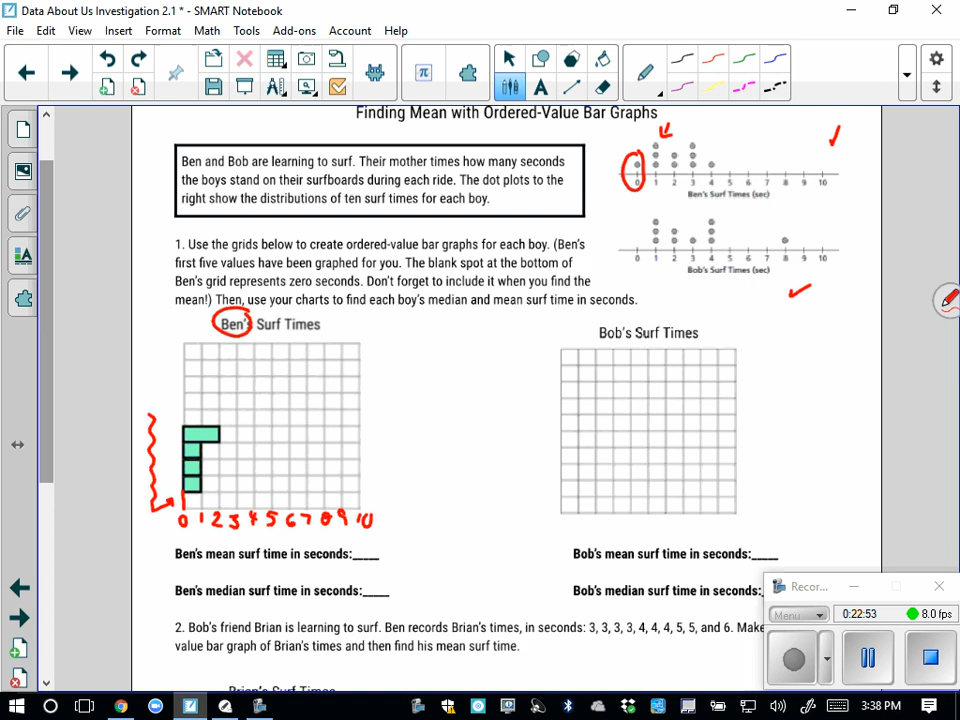 Data About Us Investigation 2.1 * - SMART Notebook
File Edit View Insert Format Math Tools Add-ons Account Help
π A
Finding Mean with Ordered-Value Bar Graphs
Ben and Bob are learning to surf. Their mother times how many seconds
the boys stand on their surfboards during each ride. The dot plots to the
right show the distributions of ten surf times for each boy.
0 1 2 3 4 5 6 7 8 9 10
Ben's Surf Times (sec)
0 1 2 3 4 5 6 7 8 9 10
Bob's Surf Times (sec)
1. Use the grids below to create ordered-value bar graphs for each boy. (Ben's
first five values have been graphed for you. The blank spot at the bottom of
Ben's grid represents zero seconds. Don't forget to include it when you find the
mean!) Then, use your charts to find each boy's median and mean surf time in seconds.
Ben's Surf Times
Bob's Surf Times
0 1 2 3 4 5 6 7 8 9 10
Ben's mean surf time in seconds:_____
Bob's mean surf time in seconds:_____
Ben's median surf time in seconds:_____
Bob's median surf time in seconds:
2. Bob's friend Brian is learning to surf. Ben records Brian's times, in seconds: 3, 3, 3, 3, 4, 4, 4, 5, 5, and 6. Make
value bar graph of Brian's times and then find his mean surf time.
Brian's Surf Times
Recor...
Menu
0:22:53
8.0 fps
3:38 PM